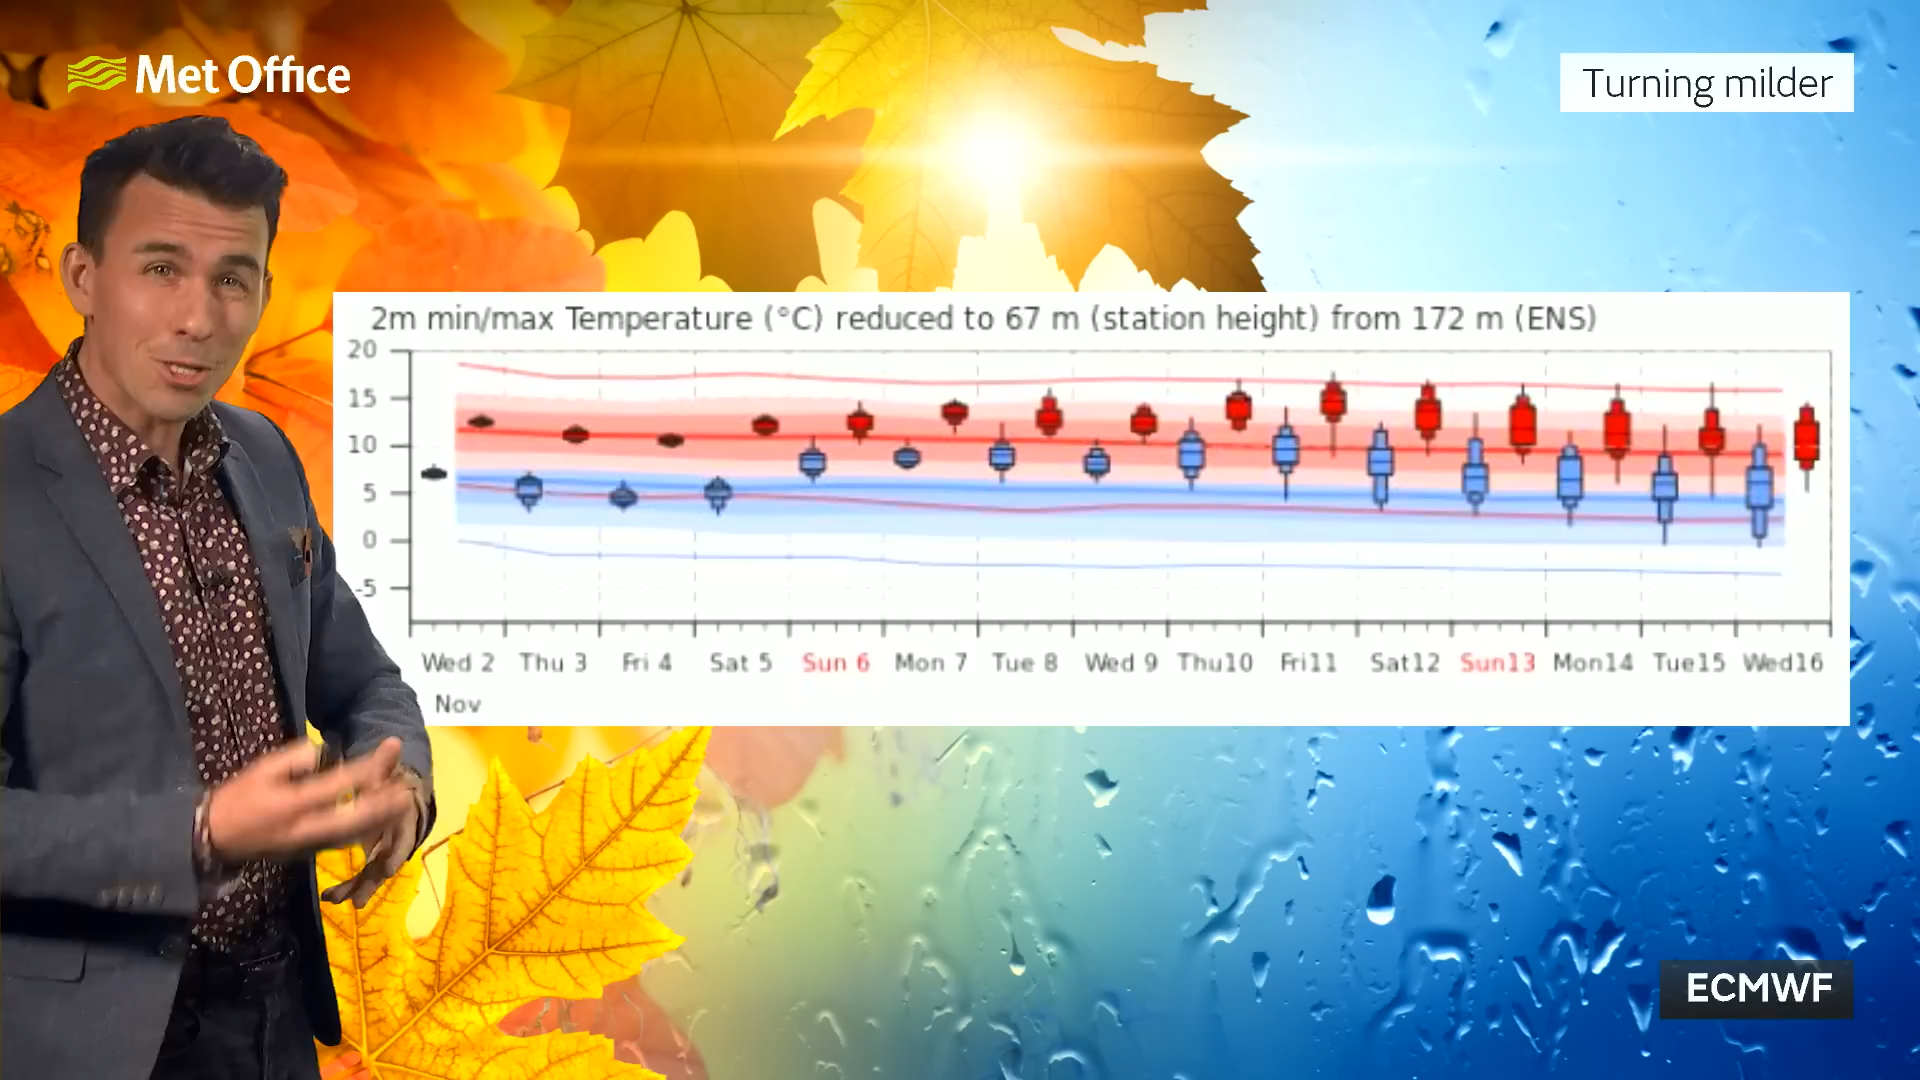 Met Office
Turning milder
2m min/max Temperature (°C) reduced to 67 m (station height) from 172 m (ENS)
20
15
10
5
0
-5
Wed 2 Thu 3 Fri 4 Sat 5 Sun 6 Mon 7 Tue 8 Wed 9 Thu10 Fri11 Sat12 Sun13 Mon14 Tue15 Wed16
Nov
ECMWF